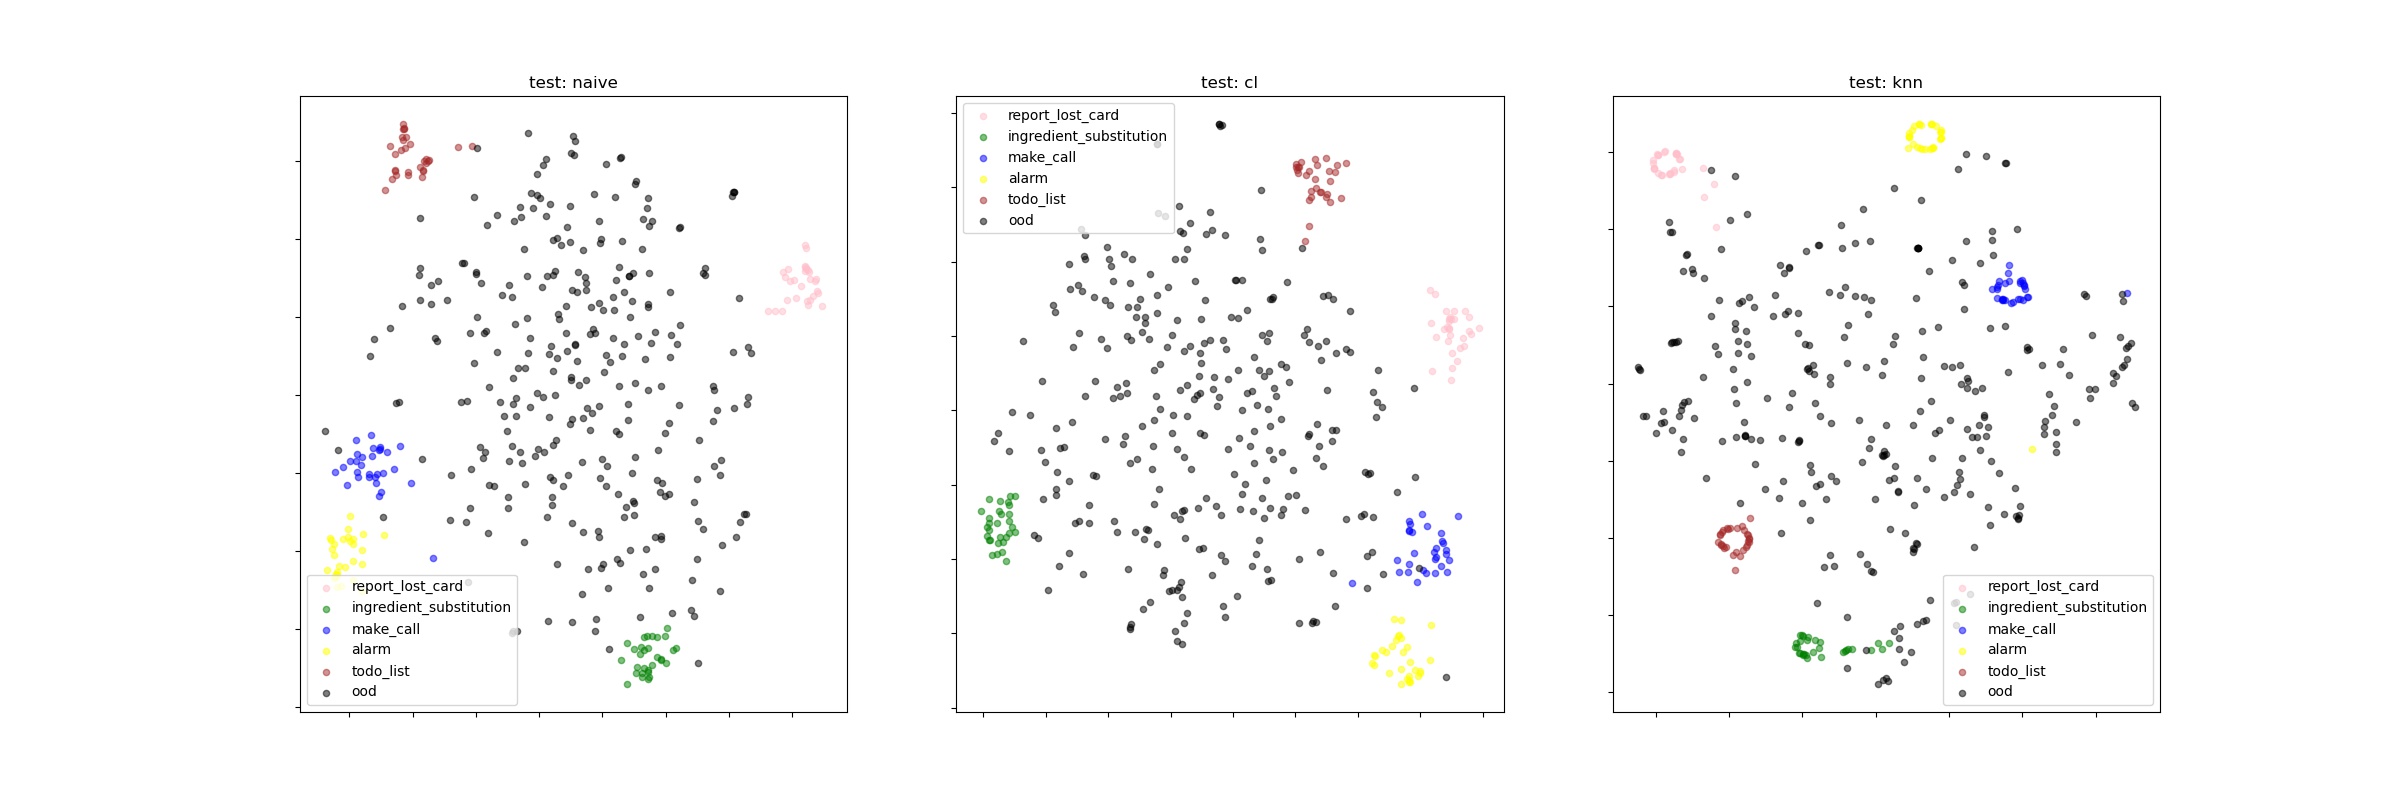 test: naive
report_lost_card
ingredient_substitution
make_call
alarm
todo_list
ood
test: cl
report_lost_card
ingredient_substitution
make_call
alarm
todo_list
ood
test: knn
report_lost_card
ingredient_substitution
make_call
alarm
todo_list
ood